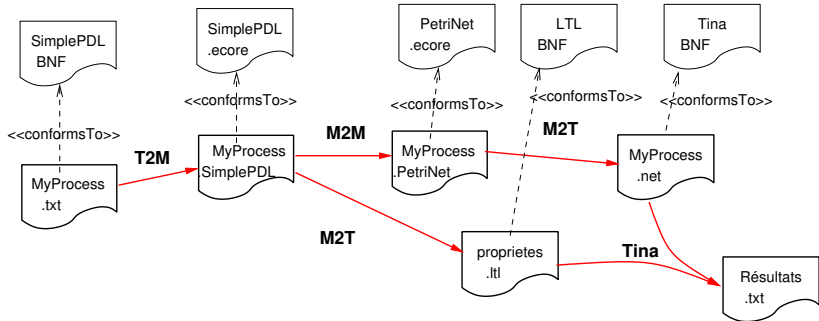 SimplePDL
BNF
SimplePDL
.ecore
PetriNet
.ecore
LTL
BNF
Tina
BNF
<<conformsTo>>
<<conformsTo>>
<<conformsTo>>
<<conformsTo>>
<<conformsTo>>
T2M
M2M
M2T
MyProcess
.txt
MyProcess
.SimplePDL
MyProcess
.PetriNet
MyProcess
.net
M2T
proprietes
.ltl
Tina
Résultats
.txt